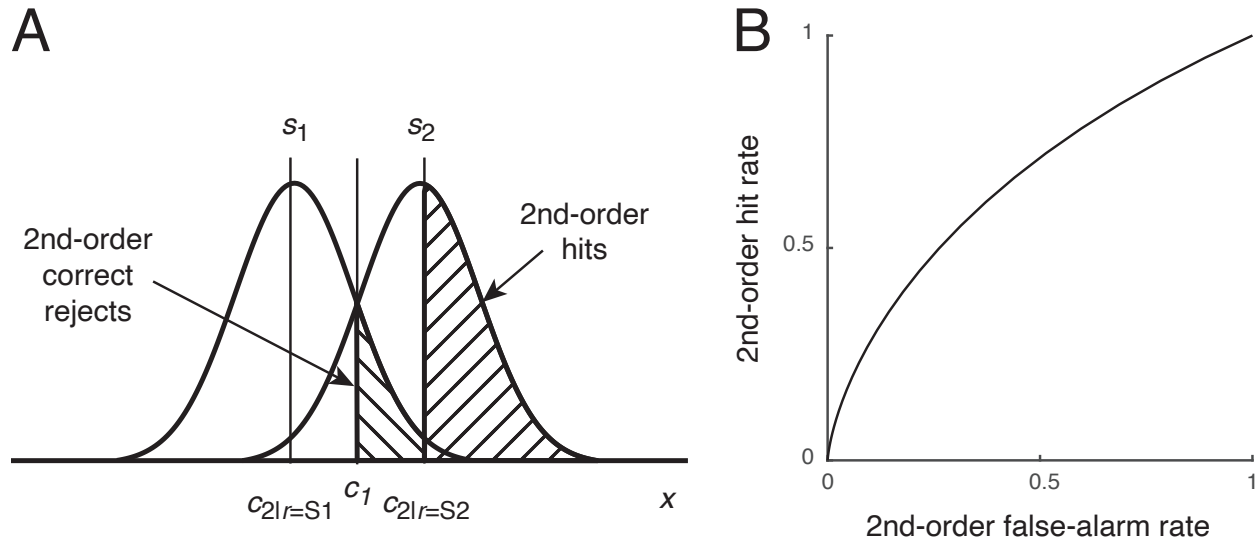 A
s1
s2
2nd-order
correct
rejects
2nd-order
hits
c2|r=S1
c1
c2|r=S2
x
B
1
0.5
0
0
0.5
1
2nd-order hit rate
2nd-order false-alarm rate